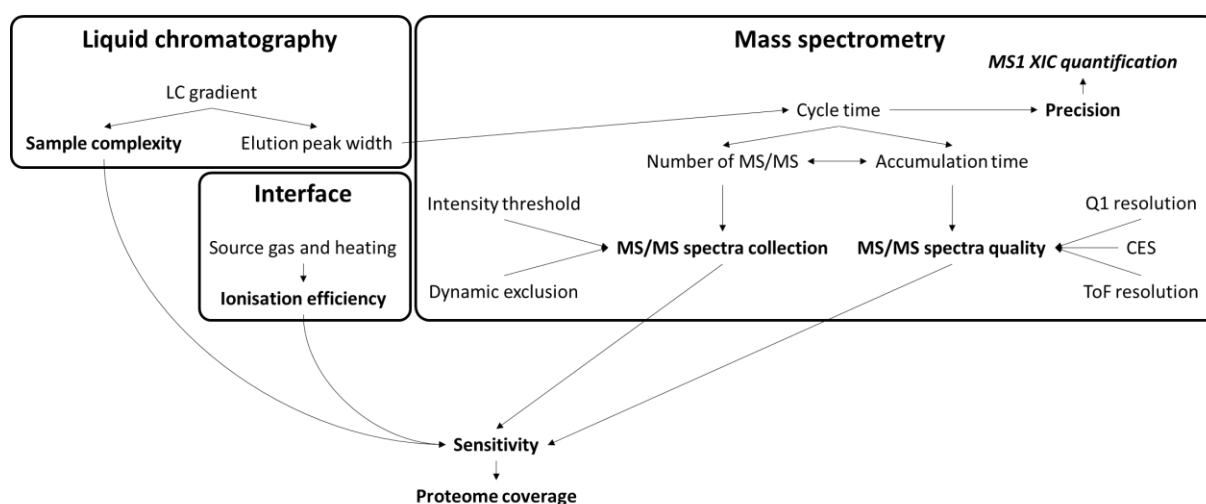 Liquid chromatography
LC gradient
Sample complexity
Elution peak width
Interface
Source gas and heating
Ionisation efficiency
Mass spectrometry
MS1 XIC quantification
Cycle time
Precision
Number of MS/MS
Accumulation time
Intensity threshold
Q1 resolution
MS/MS spectra collection
MS/MS spectra quality
CES
Dynamic exclusion
ToF resolution
Sensitivity
Proteome coverage